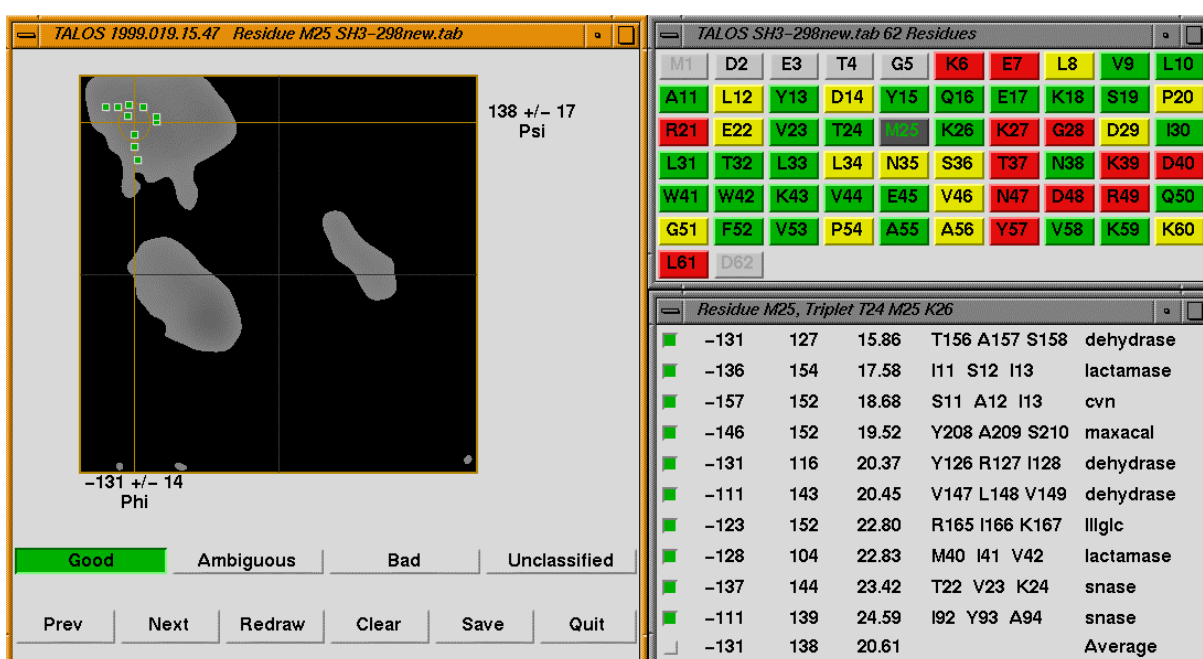 TALOS 1999.019.15.47 Residue M25 SH3-298new.tab
138 +/- 17
Psi
-131 +/- 14
Phi
Good Ambiguous Bad Unclassified
Prev Next Redraw Clear Save Quit
TALOS SH3-298new.tab 62 Residues
M1 D2 E3 T4 G5 K6 E7 L8 V9 L10
A11 L12 Y13 D14 Y15 Q16 E17 K18 S19 P20
R21 E22 V23 T24 M25 K26 K27 G28 D29 I30
L31 T32 L33 L34 N35 S36 T37 N38 K39 D40
W41 W42 K43 V44 E45 V46 N47 D48 R49 Q50
G51 F52 V53 P54 A55 A56 Y57 V58 K59 K60
L61 D62
Residue M25, Triplet T24 M25 K26
-131 127 15.86 T156 A157 S158 dehydrase
-136 154 17.58 I11 S12 I13 lactamase
-157 152 18.68 S11 A12 I13 cvn
-146 152 19.52 Y208 A209 S210 maxacal
-131 116 20.37 Y126 R127 I128 dehydrase
-111 143 20.45 V147 L148 V149 dehydrase
-123 152 22.80 R165 I166 K167 IIIglc
-128 104 22.83 M40 I41 V42 lactamase
-137 144 23.42 T22 V23 K24 snase
-111 139 24.59 I92 Y93 A94 snase
-131 138 20.61 Average